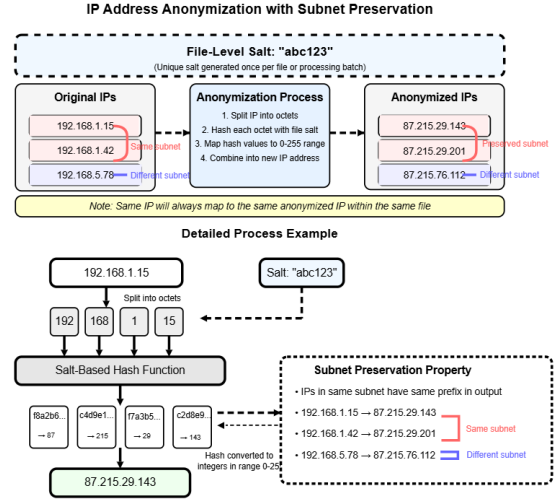 IP Address Anonymization with Subnet Preservation
File-Level Salt: "abc123"
(Unique salt generated once per file or processing batch)
Original IPs
192.168.1.15
192.168.1.42
192.168.5.78
Same subnet
Different subnet
Anonymization Process
1. Split IP into octets
2. Hash each octet with file salt
3. Map hash values to 0-255 range
4. Combine into new IP address
Anonymized IPs
87.215.29.143
87.215.29.201
87.215.76.112
Preserved subnet
Different subnet
Note: Same IP will always map to the same anonymized IP within the same file
Detailed Process Example
192.168.1.15
Salt: "abc123"
Split into octets
192 168 1 15
Salt-Based Hash Function
f8a2b6... c4d9e1... f7a3b5... c2d8e9...
→ 87 → 215 → 29 → 143
Hash converted to
integers in range 0-25
87.215.29.143
Subnet Preservation Property
• IPs in same subnet have same prefix in output
• 192.168.1.15 → 87.215.29.143
• 192.168.1.42 → 87.215.29.201
Same subnet
• 192.168.5.78 → 87.215.76.112
Different subnet